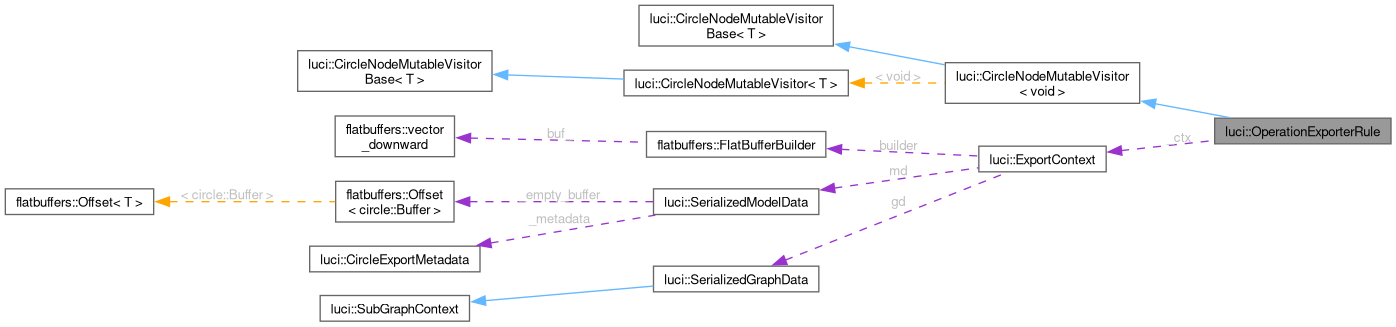 luci::CircleNodeMutableVisitor
Base< T >
luci::CircleNodeMutableVisitor
Base< T >
luci::CircleNodeMutableVisitor< T >
< void >
luci::CircleNodeMutableVisitor
< void >
luci::OperationExporterRule
flatbuffers::vector
_downward
buf_
flatbuffers::FlatBufferBuilder
builder
_ctx
luci::ExportContext
md
gd
flatbuffers::Offset< T >
< circle::Buffer >
flatbuffers::Offset
< circle::Buffer >
_empty_buffer
_metadata
luci::SerializedModelData
luci::CircleExportMetadata
luci::SerializedGraphData
luci::SubGraphContext